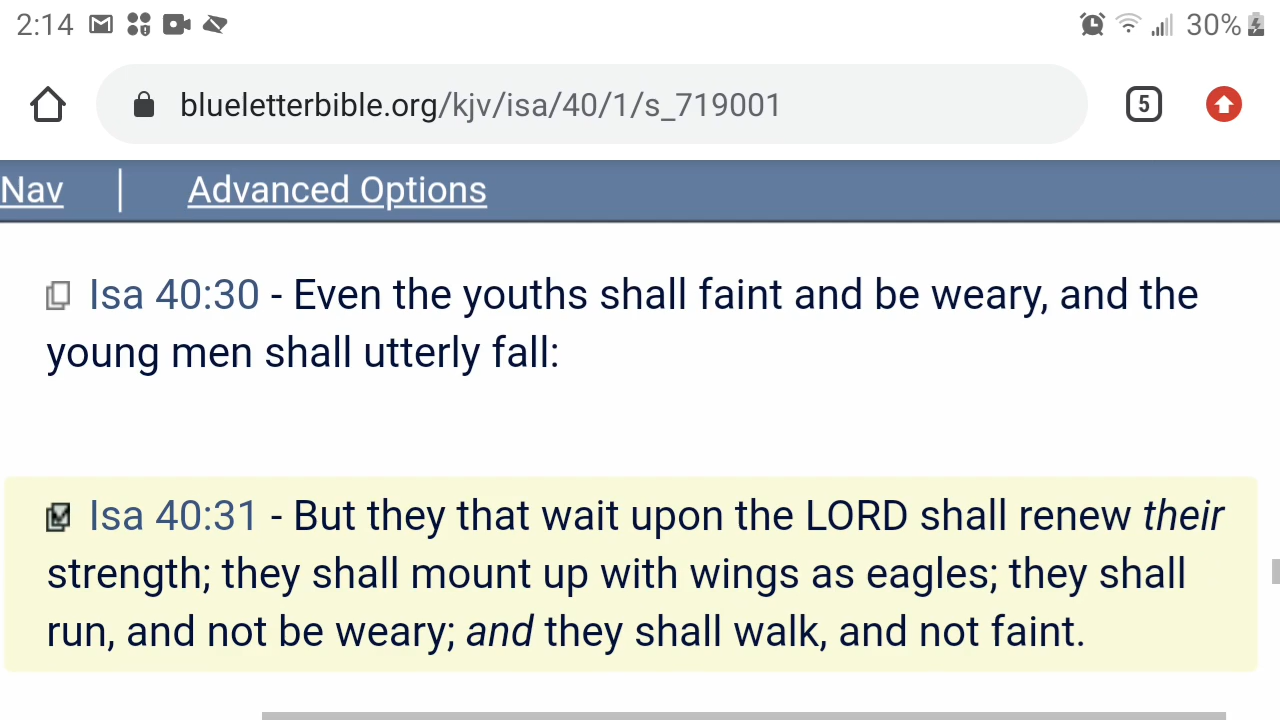 2:14 30%
blueletterbible.org/kjv/isa/40/1/s_719001 5
Nav | Advanced Options
Isa 40:30 - Even the youths shall faint and be weary, and the
young men shall utterly fall:
Isa 40:31 - But they that wait upon the LORD shall renew their
strength; they shall mount up with wings as eagles; they shall
run, and not be weary; and they shall walk, and not faint.